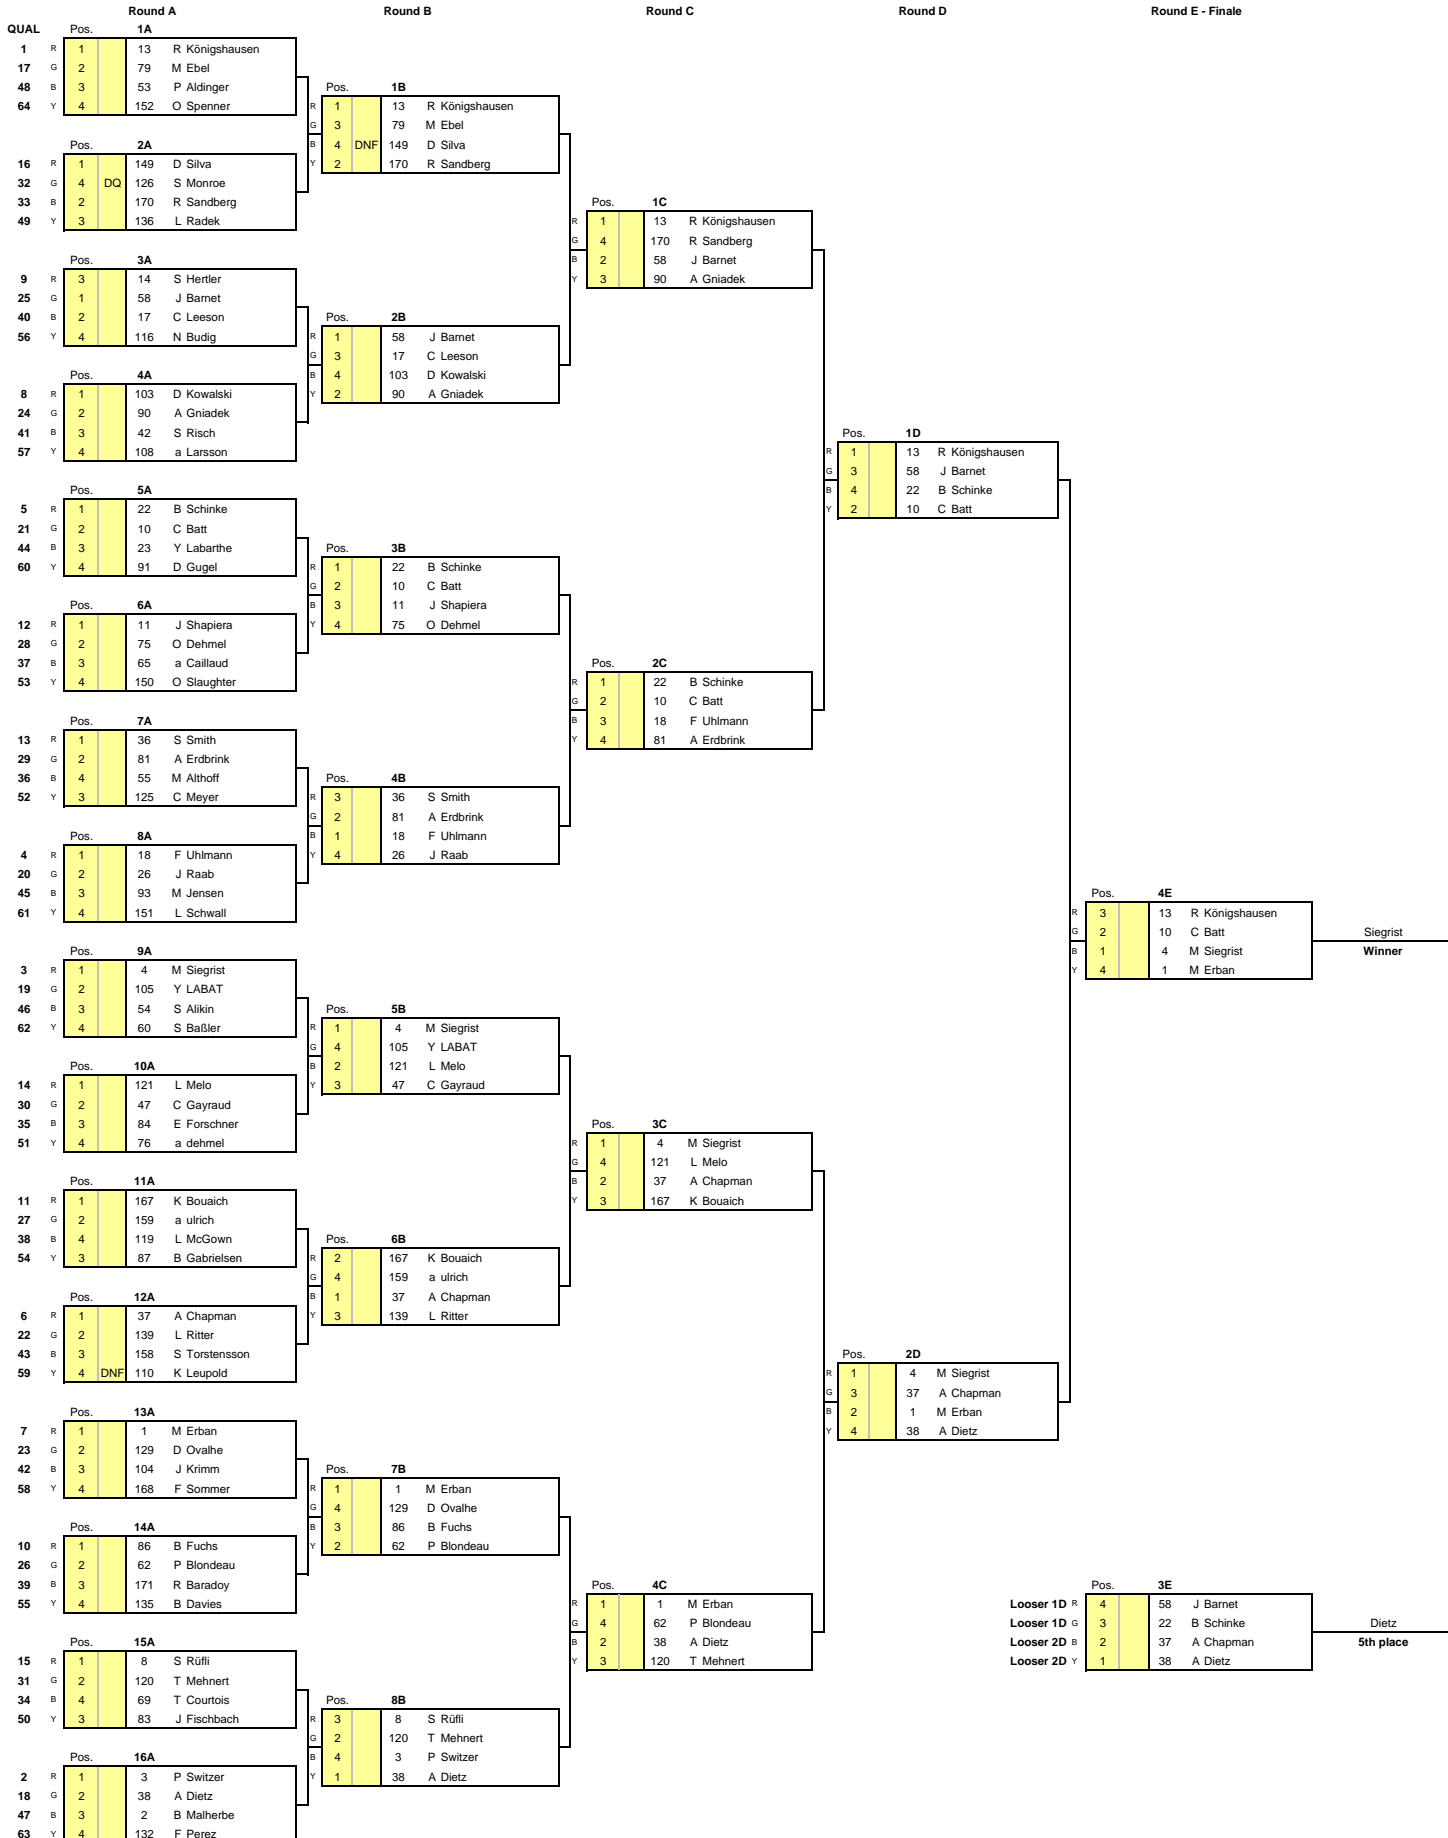 Round A Round B Round C Round D Round E - Finale
QUAL Pos. 1A
1 R 1 13 R Königshausen
17 G 2 79 M Ebel
48 B 3 53 P Aldinger
64 Y 4 152 O Spenner
Pos. 2A
16 R 1 149 D Silva
32 G 4 DQ 126 S Monroe
33 B 2 170 R Sandberg
49 Y 3 136 L Radek
Pos. 3A
9 R 3 14 S Hertler
25 G 1 58 J Barnet
40 B 2 17 C Leeson
56 Y 4 116 N Budig
Pos. 4A
8 R 1 103 D Kowalski
24 G 2 90 A Gniadek
41 B 3 42 S Risch
57 Y 4 108 a Larsson
Pos. 5A
5 R 1 22 B Schinke
21 G 2 10 C Batt
44 B 3 23 Y Labarthe
60 Y 4 91 D Gugel
Pos. 6A
12 R 1 11 J Shapiera
28 G 2 75 O Dehmel
37 B 3 65 a Caillaud
53 Y 4 150 O Slaughter
Pos. 7A
13 R 1 36 S Smith
29 G 2 81 A Erdbrink
36 B 4 55 M Althoff
52 Y 3 125 C Meyer
Pos. 8A
4 R 1 18 F Uhlmann
20 G 2 26 J Raab
45 B 3 93 M Jensen
61 Y 4 151 L Schwall
Pos. 9A
3 R 1 4 M Siegrist
19 G 2 105 Y LABAT
46 B 3 54 S Alikin
62 Y 4 60 S Baßler
Pos. 10A
14 R 1 121 L Melo
30 G 2 47 C Gayraud
35 B 3 84 E Forschner
51 Y 4 76 a dehmel
Pos. 11A
11 R 1 167 K Bouaich
27 G 2 159 a ulrich
38 B 4 119 L McGown
54 Y 3 87 B Gabrielsen
Pos. 12A
6 R 1 37 A Chapman
22 G 2 139 L Ritter
43 B 3 158 S Torstensson
59 Y 4 DNF 110 K Leupold
Pos. 13A
7 R 1 1 M Erban
23 G 2 129 D Ovalhe
42 B 3 104 J Krimm
58 Y 4 168 F Sommer
Pos. 14A
10 R 1 86 B Fuchs
26 G 2 62 P Blondeau
39 B 3 171 R Baradoy
55 Y 4 135 B Davies
Pos. 15A
15 R 1 8 S Rüfli
31 G 2 120 T Mehnert
34 B 4 69 T Courtois
50 Y 3 83 J Fischbach
Pos. 16A
2 R 1 3 P Switzer
18 G 2 38 A Dietz
47 B 3 2 B Malherbe
63 Y 4 132 F Perez
Pos. 1B
R 1 13 R Königshausen
G 3 79 M Ebel
B 4 DNF 149 D Silva
Y 2 170 R Sandberg
Pos. 2B
R 1 58 J Barnet
G 3 17 C Leeson
B 4 103 D Kowalski
Y 2 90 A Gniadek
Pos. 3B
R 1 22 B Schinke
G 2 10 C Batt
B 3 11 J Shapiera
Y 4 75 O Dehmel
Pos. 4B
R 3 36 S Smith
G 2 81 A Erdbrink
B 1 18 F Uhlmann
Y 4 26 J Raab
Pos. 5B
R 1 4 M Siegrist
G 4 105 Y LABAT
B 2 121 L Melo
Y 3 47 C Gayraud
Pos. 6B
R 2 167 K Bouaich
G 4 159 a ulrich
B 1 37 A Chapman
Y 3 139 L Ritter
Pos. 7B
R 1 1 M Erban
G 4 129 D Ovalhe
B 3 86 B Fuchs
Y 2 62 P Blondeau
Pos. 8B
R 3 8 S Rüfli
G 2 120 T Mehnert
B 4 3 P Switzer
Y 1 38 A Dietz
Pos. 1C
R 1 13 R Königshausen
G 4 170 R Sandberg
B 2 58 J Barnet
Y 3 90 A Gniadek
Pos. 2C
R 1 22 B Schinke
G 2 10 C Batt
B 3 18 F Uhlmann
Y 4 81 A Erdbrink
Pos. 3C
R 1 4 M Siegrist
G 4 121 L Melo
B 2 37 A Chapman
Y 3 167 K Bouaich
Pos. 4C
R 1 1 M Erban
G 4 62 P Blondeau
B 2 38 A Dietz
Y 3 120 T Mehnert
Pos. 1D
R 1 13 R Königshausen
G 3 58 J Barnet
B 4 22 B Schinke
Y 2 10 C Batt
Pos. 2D
R 1 4 M Siegrist
G 3 37 A Chapman
B 2 1 M Erban
Y 4 38 A Dietz
Pos. 4E
R 3 13 R Königshausen
G 2 10 C Batt
B 1 4 M Siegrist
Y 4 1 M Erban
Siegrist
Winner
Pos. 3E
Looser 1D R 4 58 J Barnet
Looser 1D G 3 22 B Schinke
Looser 2D B 2 37 A Chapman
Looser 2D Y 1 38 A Dietz
Dietz
5th place